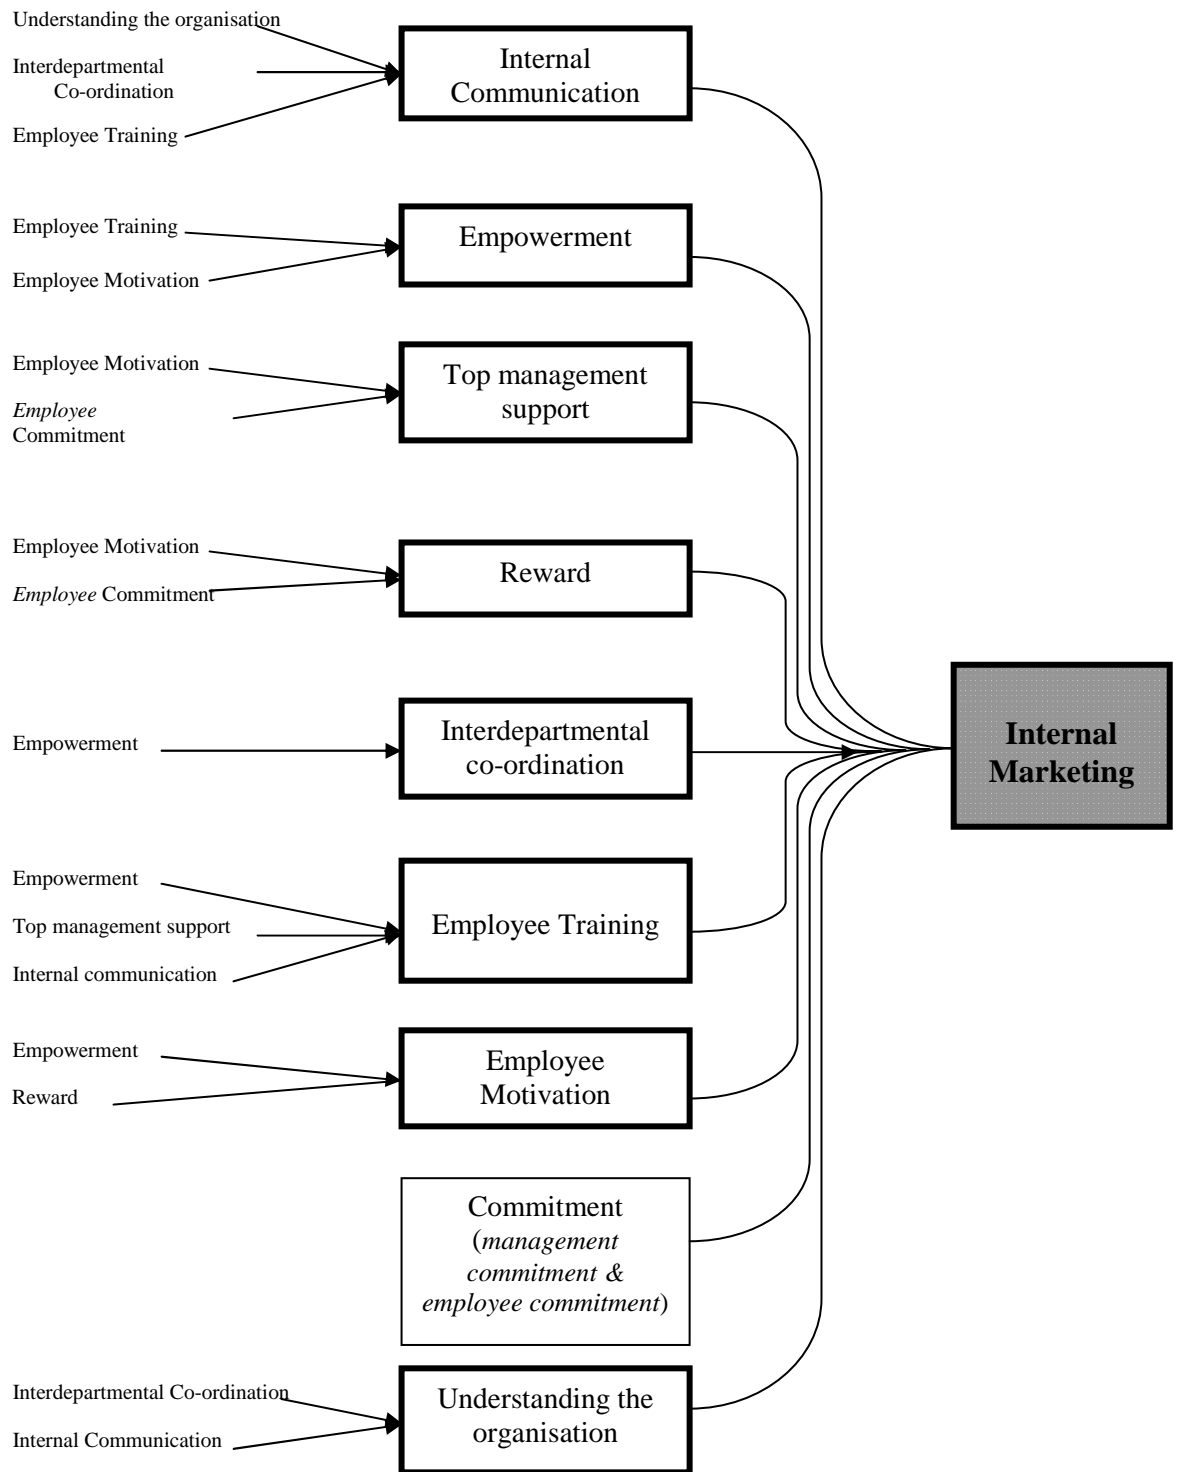 Understanding the organisation
Interdepartmental
Co-ordination
Employee Training
Internal
Communication
Employee Training
Employee Motivation
Empowerment
Employee Motivation
Employee
Commitment
Top management
support
Employee Motivation
Employee Commitment
Reward
Empowerment
Interdepartmental
co-ordination
Internal
Marketing
Empowerment
Top management support
Internal communication
Employee Training
Empowerment
Reward
Employee
Motivation
Commitment
(management
commitment &
employee commitment)
Interdepartmental Co-ordination
Internal Communication
Understanding the
organisation